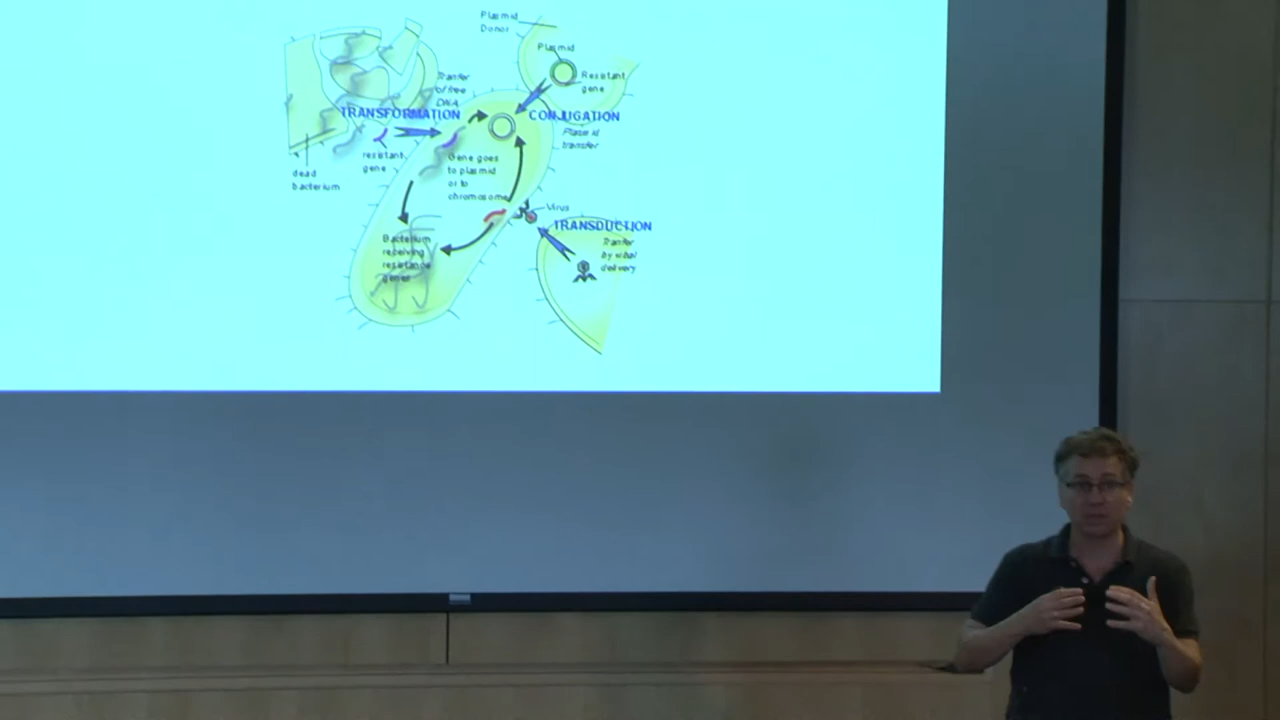 Plasmid
Donor
Plasmid
Resistant
gene
Transfer
of free
DNA
TRANSFORMATION
CONJUGATION
Plasmid
transfer
resistant
gene
dead
bacterium
Gene goes
to plasmid
or to
chromosome
Virus
TRANSDUCTION
Transfer
by viral
delivery
Bacterium
receiving
resistance
genes